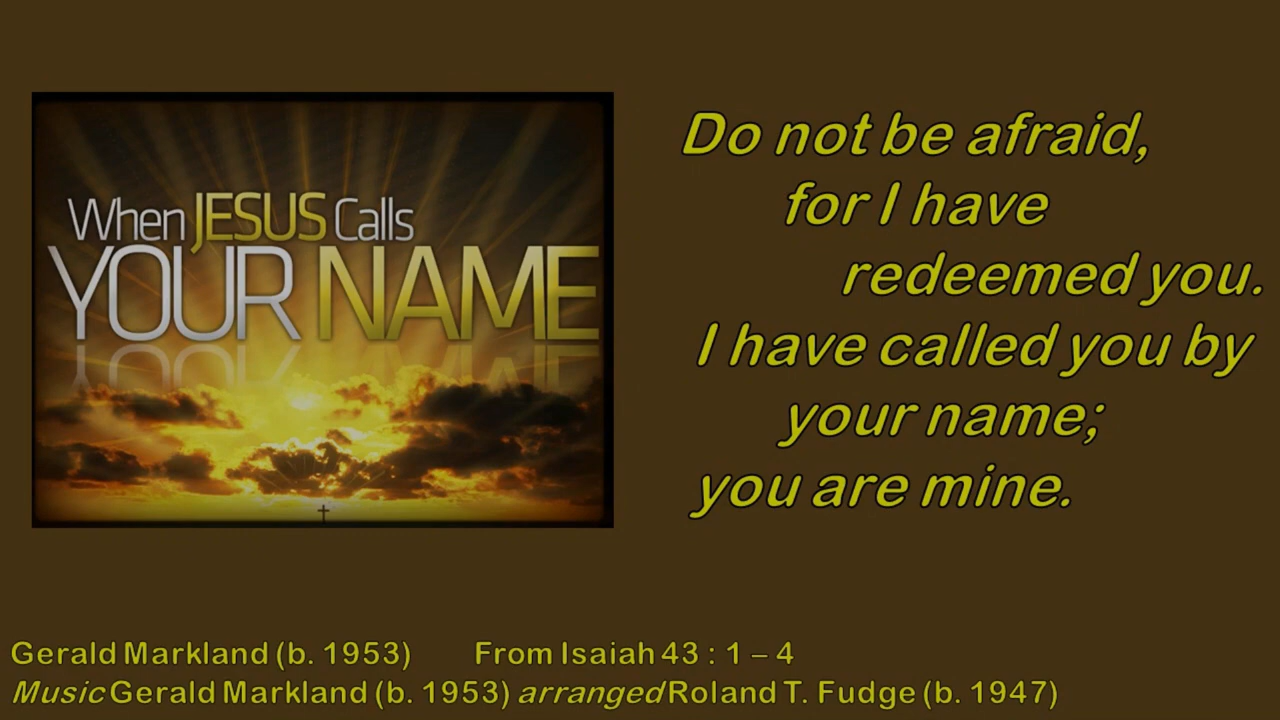 When JESUS Calls
YOUR NAME
Do not be afraid,
for I have
redeemed you.
I have called you by
your name;
you are mine.
Gerald Markland (b. 1953) From Isaiah 43 : 1 – 4
Music Gerald Markland (b. 1953) arranged Roland T. Fudge (b. 1947)